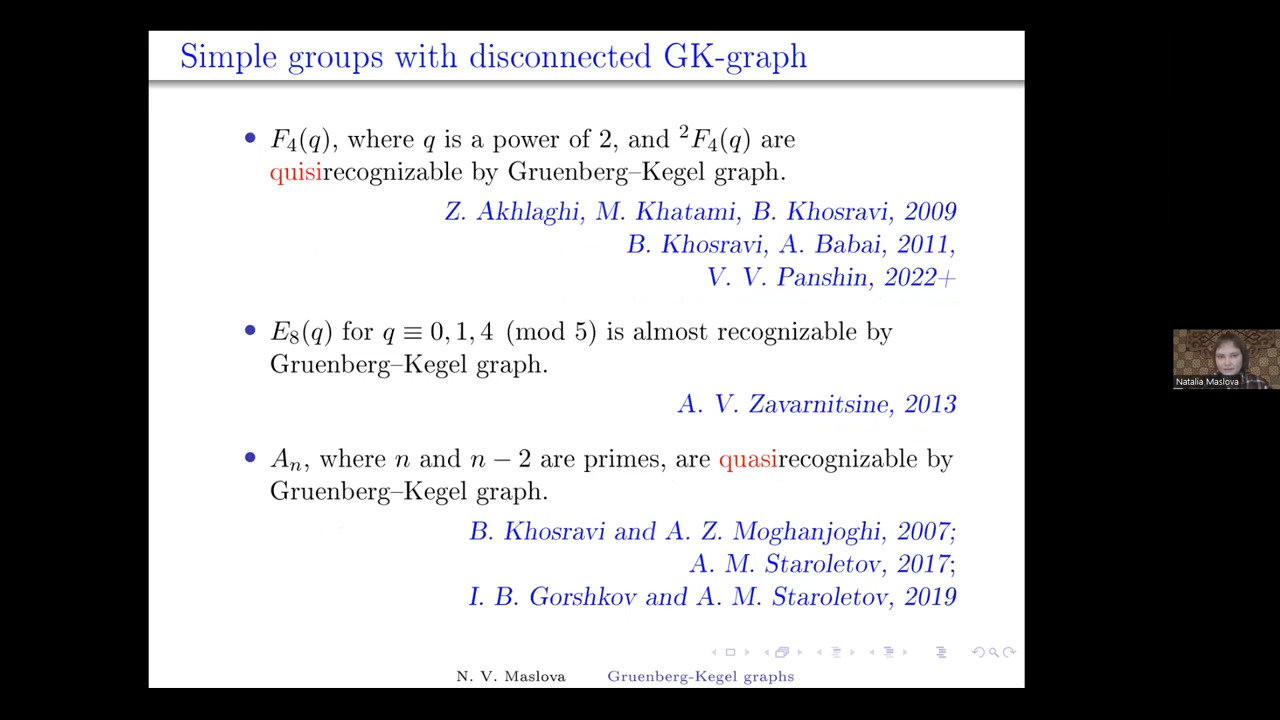 Simple groups with disconnected GK-graph
• F₄(q), where q is a power of 2, and ²F₄(q) are
quisirecognizable by Gruenberg–Kegel graph.
Z. Akhlaghi, M. Khatami, B. Khosravi, 2009
B. Khosravi, A. Babai, 2011,
V. V. Panshin, 2022+
• E₈(q) for q ≡ 0, 1, 4 (mod 5) is almost recognizable by
Gruenberg–Kegel graph.
A. V. Zavarnitsine, 2013
• Aₙ, where n and n − 2 are primes, are quasirecognizable by
Gruenberg–Kegel graph.
B. Khosravi and A. Z. Moghanjoghi, 2007;
A. M. Staroletov, 2017;
I. B. Gorshkov and A. M. Staroletov, 2019
N. V. Maslova Gruenberg-Kegel graphs
Natalia Maslova